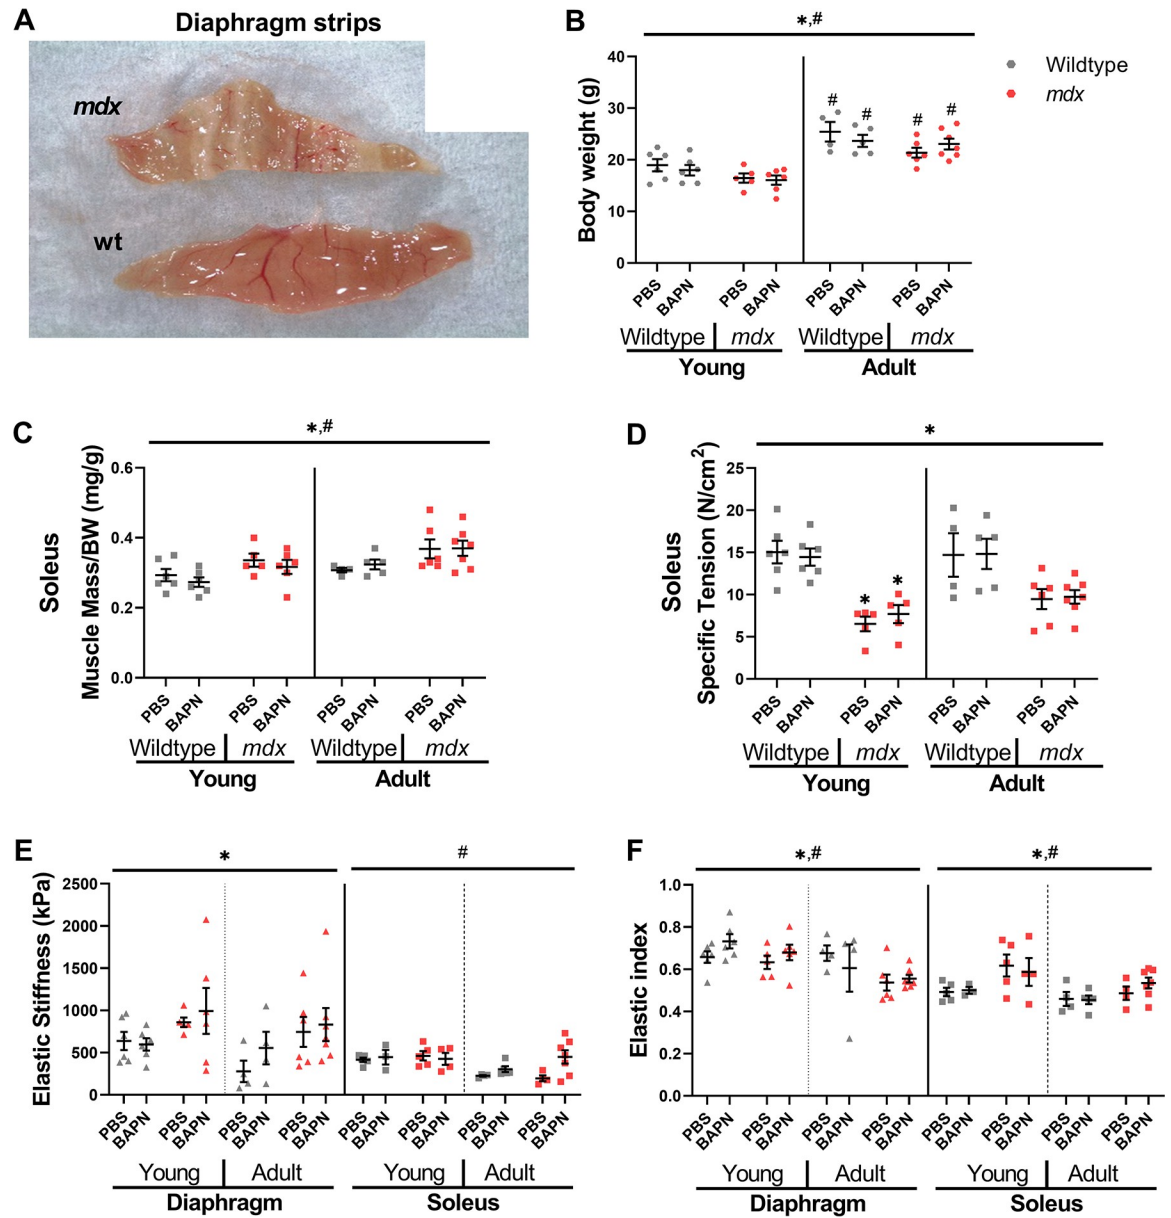 A
Diaphragm strips
mdx
wt
B
*,#
Body weight (g)
40
30
20
10
0
# # # #
PBS BAPN PBS BAPN PBS BAPN PBS BAPN
Wildtype mdx Wildtype mdx
Young Adult
Wildtype
mdx
C
*,#
Soleus
Muscle Mass/BW (mg/g)
0.6
0.4
0.2
0.0
PBS BAPN PBS BAPN PBS BAPN PBS BAPN
Wildtype mdx Wildtype mdx
Young Adult
D
*
Soleus
Specific Tension (N/cm²)
25
20
15
10
5
0
* *
PBS BAPN PBS BAPN PBS BAPN PBS BAPN
Wildtype mdx Wildtype mdx
Young Adult
E
* #
Elastic Stiffness (kPa)
2500
2000
1500
1000
500
0
PBS BAPN PBS BAPN PBS BAPN PBS BAPN PBS BAPN PBS BAPN PBS BAPN PBS BAPN
Young Adult Young Adult
Diaphragm Soleus
F
*,# *,#
Elastic index
1.0
0.8
0.6
0.4
0.2
0.0
PBS BAPN PBS BAPN PBS BAPN PBS BAPN PBS BAPN PBS BAPN PBS BAPN PBS BAPN
Young Adult Young Adult
Diaphragm Soleus